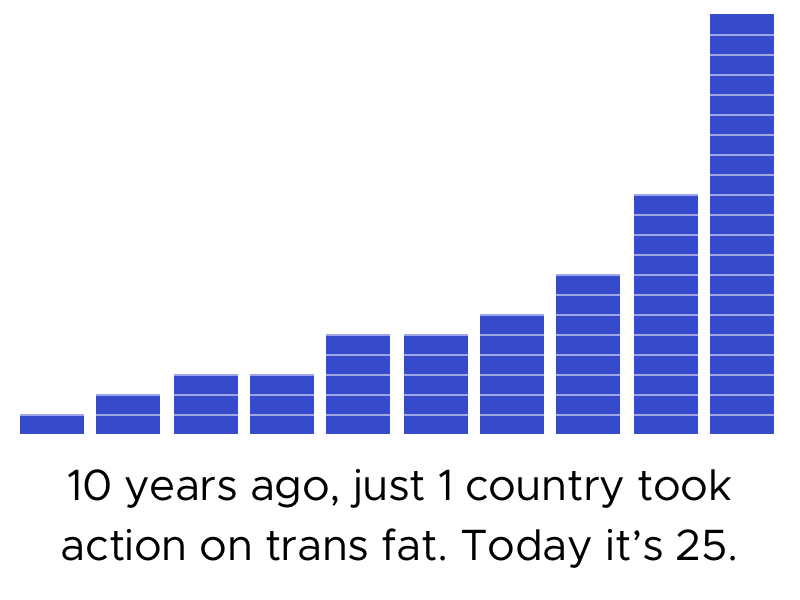 10 years ago, just 1 country took
action on trans fat. Today it’s 25.